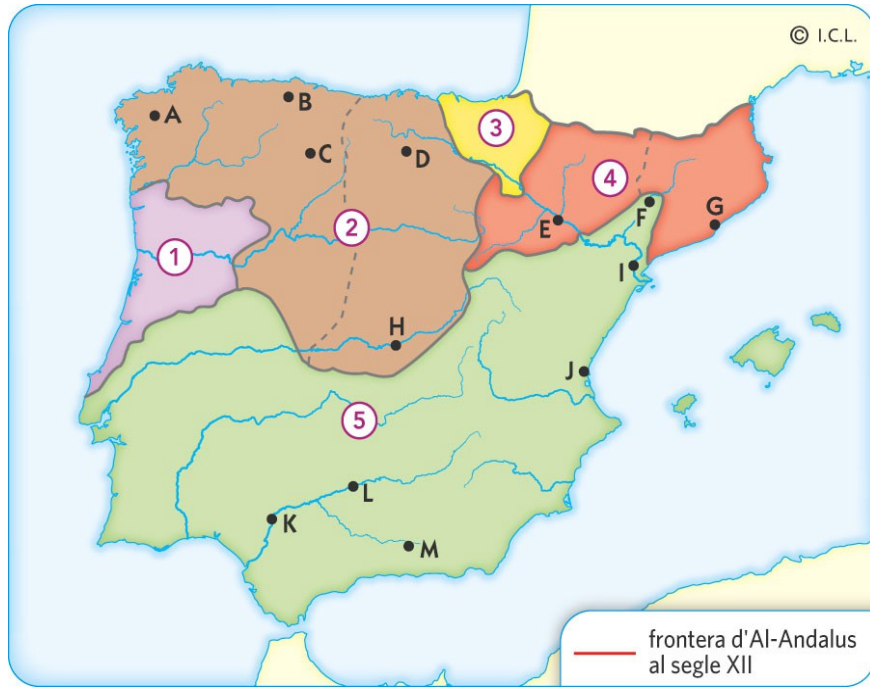 © I.C.L.
B
A
3
C
D
4
F
G
2
E
1
I
H
J
5
L
K
M
frontera d'Al-Andalus
al segle XII